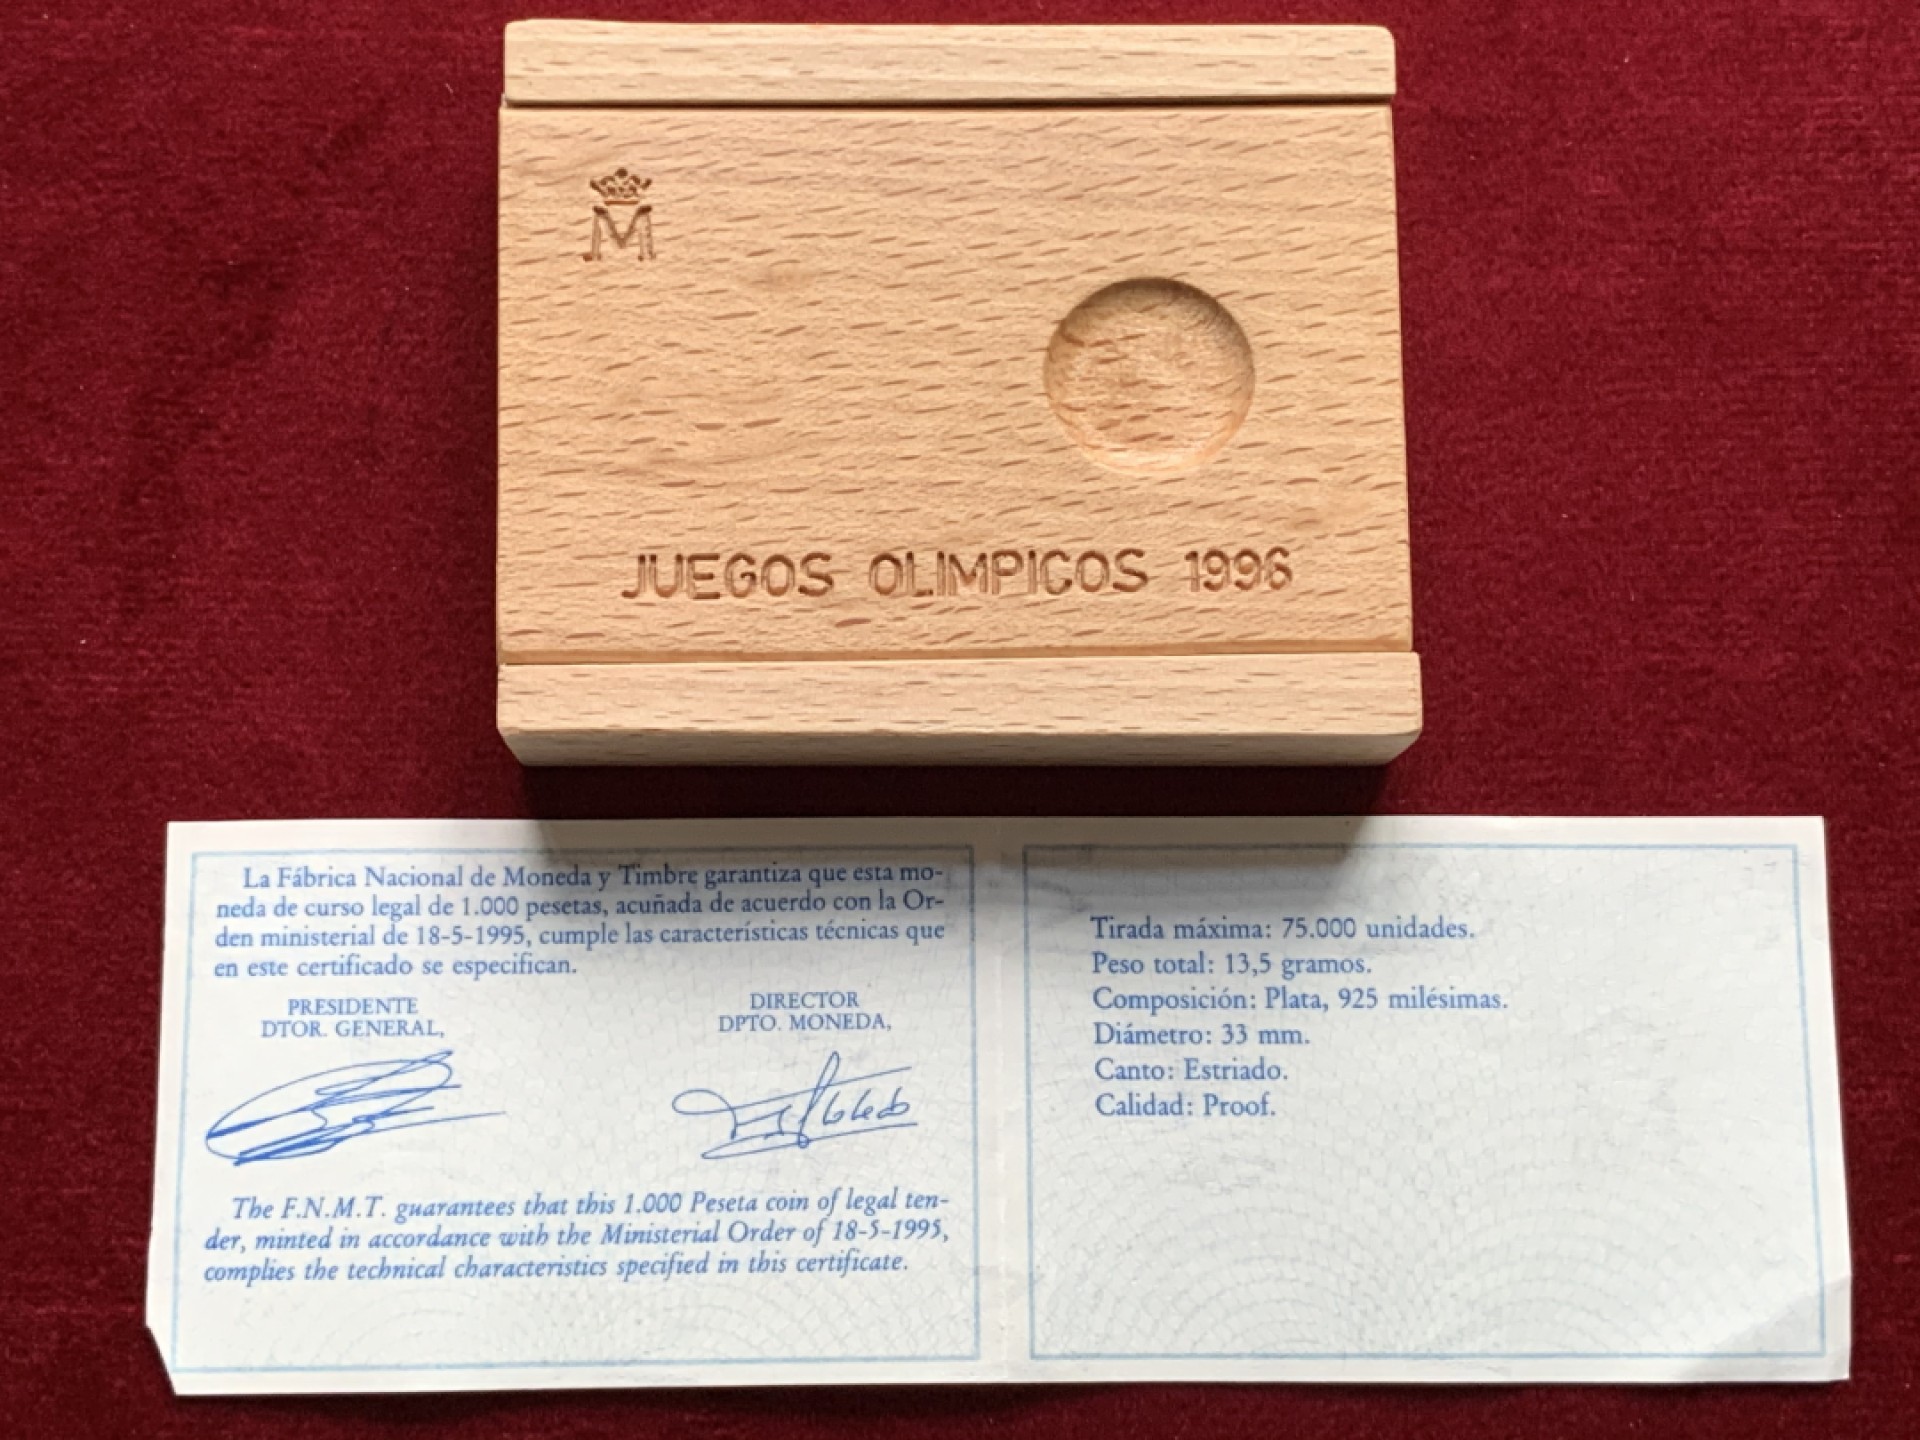 M
JUEGOS OLIMPICOS 1996
La Fábrica Nacional de Moneda y Timbre garantiza que esta mo-
neda de curso legal de 1.000 pesetas, acuñada de acuerdo con la Or-
den ministerial de 18-5-1995, cumple las características técnicas que
en este certificado se especifican.
PRESIDENTE
DTOR. GENERAL,
DIRECTOR
DPTO. MONEDA,
The F.N.M.T. guarantees that this 1.000 Peseta coin of legal ten-
der, minted in accordance with the Ministerial Order of 18-5-1995,
complies the technical characteristics specified in this certificate.
Tirada máxima: 75.000 unidades.
Peso total: 13,5 gramos.
Composición: Plata, 925 milésimas.
Diámetro: 33 mm.
Canto: Estriado.
Calidad: Proof.